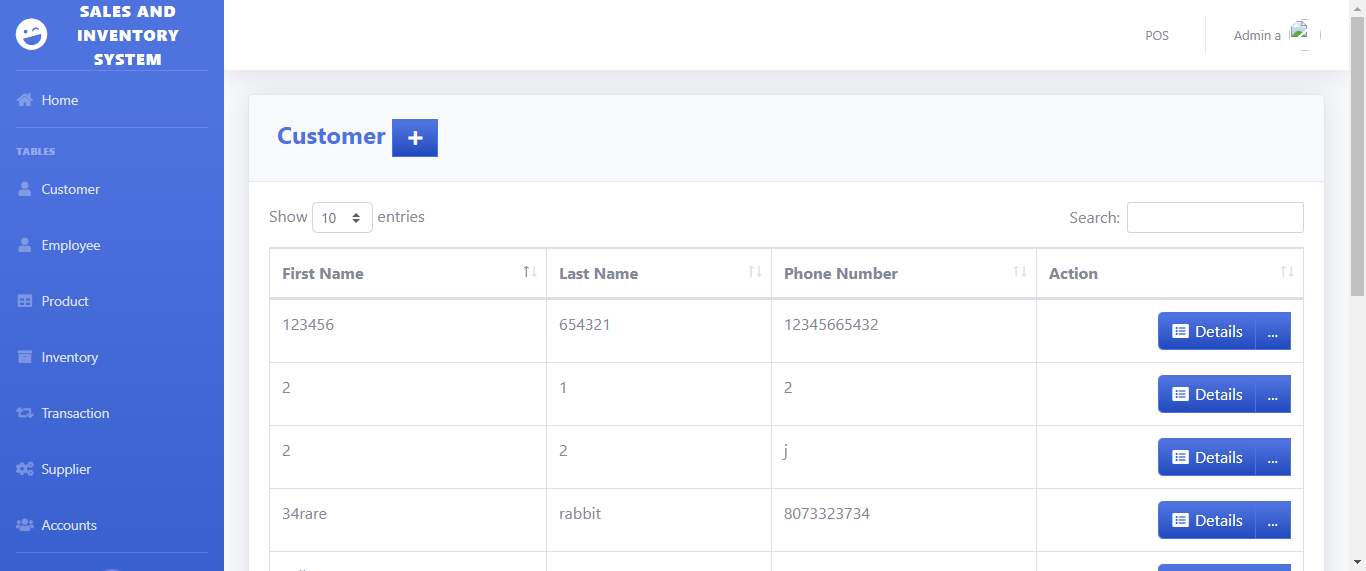 SALES AND
INVENTORY
SYSTEM
POS
Admin a
Home
TABLES
Customer
Employee
Product
Inventory
Transaction
Supplier
Accounts
Customer
Show 10 entries
Search:
First Name Last Name Phone Number Action
123456 654321 12345665432 Details ...
2 1 2 Details ...
2 2 j Details ...
34rare rabbit 8073323734 Details ...